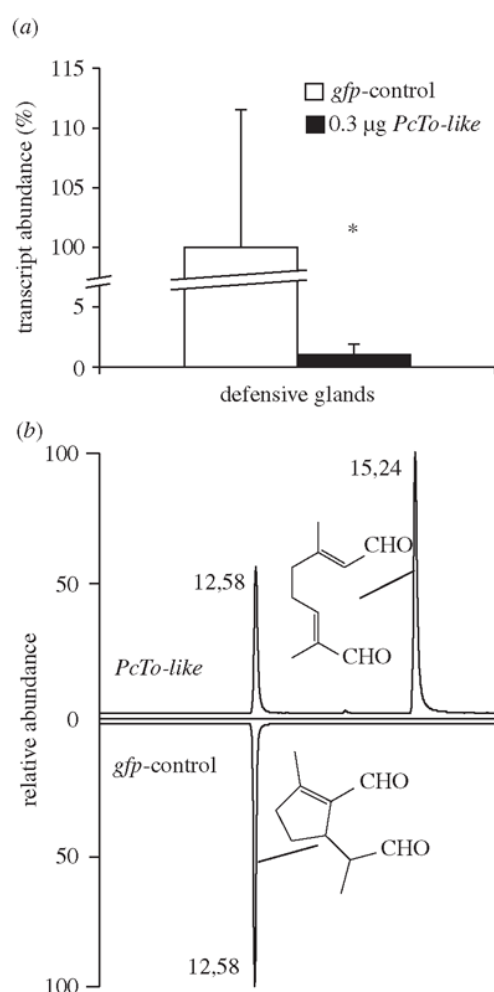 (a)
115
110
105
100
5
0
transcript abundance (%)
gfp-control
0.3 µg PcTo-like
*
defensive glands
(b)
100
50
0
50
100
relative abundance
15,24
CHO
12,58
CHO
PcTo-like
gfp-control
CHO
CHO
12,58